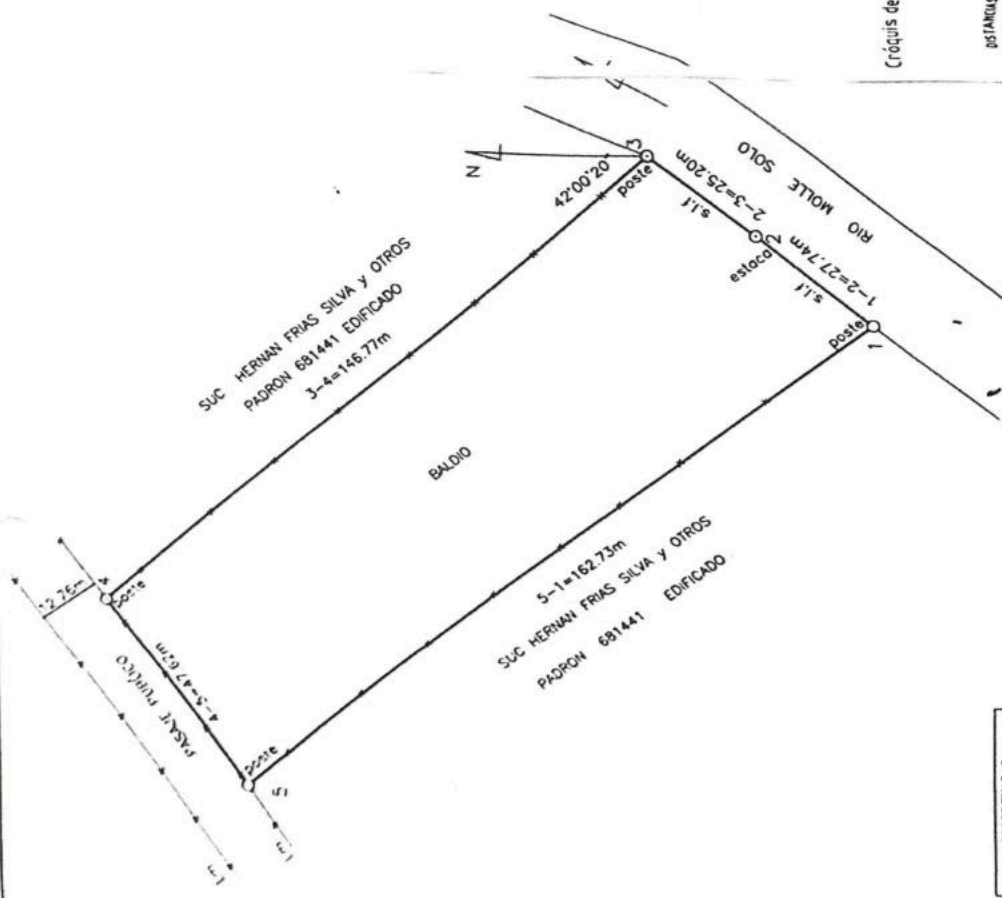 Cróquis de
DISTANCIAS
N
3
42°00'20"
poste
2-3=25.20m
s.l.f
RIO MOLLE SOLO
2
estaca
1-2=27.74m
s.l.f
poste
1
SUC HERNAN FRIAS SILVA y OTROS
PADRON 681441 EDIFICADO
3-4=146.77m
BALDIO
12.76m
4
poste
PASAJE PUBLICO
4-5=47.62m
poste
5
5-1=162.73m
SUC HERNAN FRIAS SILVA y OTROS
PADRON 681441 EDIFICADO